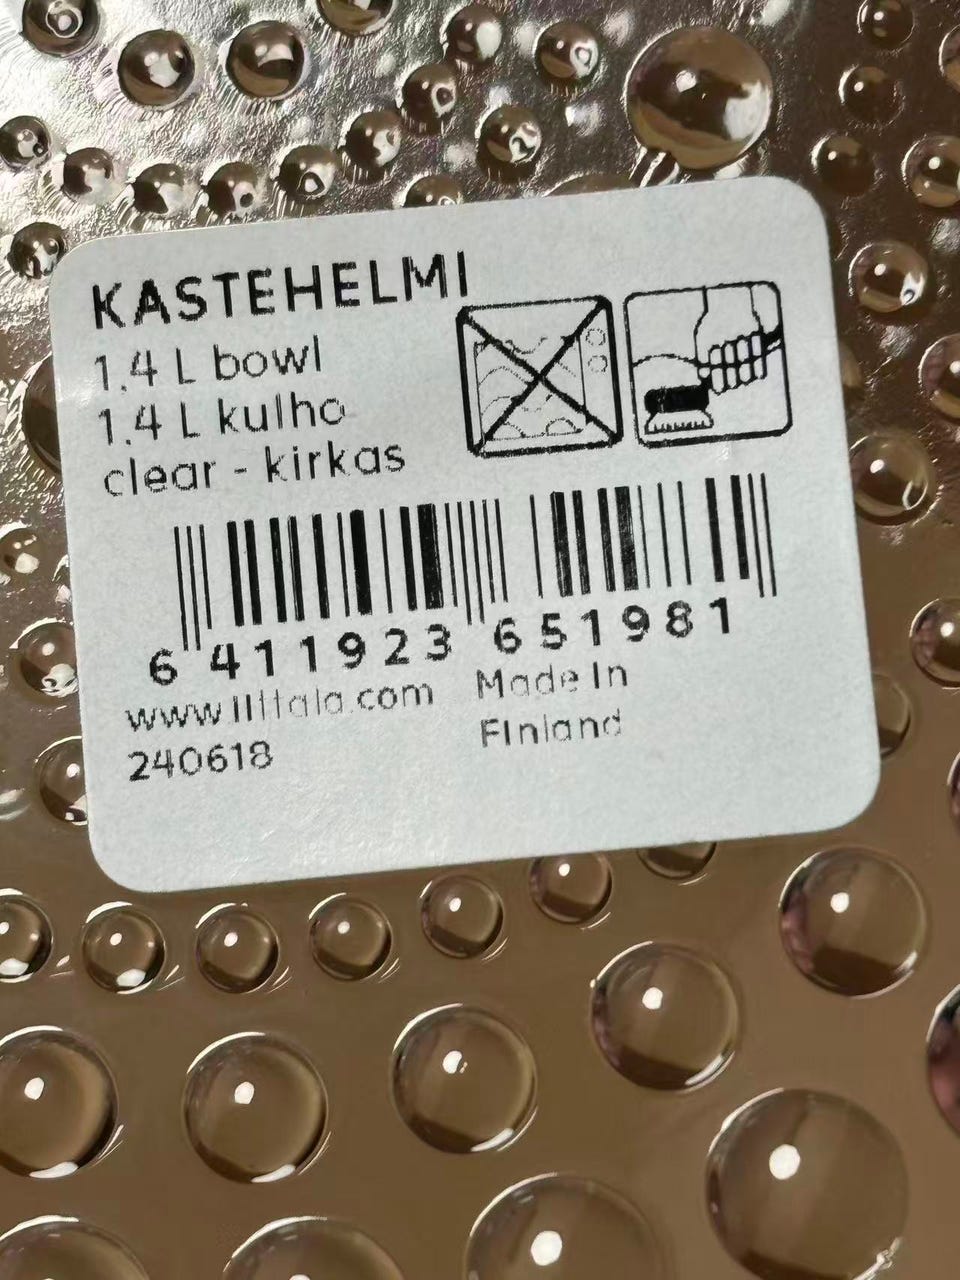 KASTEHELMI
1.4 L bowl
1.4 L kulho
clear - kirkas
6 411923 651981
www.iittala.com
Made in
Finland
240618